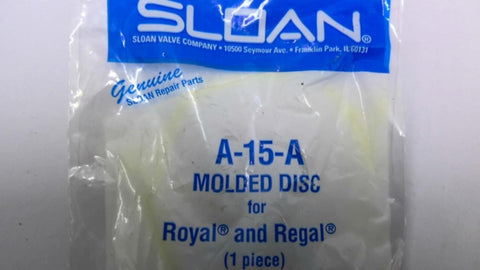 SLOAN®
SLOAN VALVE COMPANY • 10500 Seymour Ave. • Franklin Park, IL 60131
Genuine
SLOAN Repair Parts
A-15-A
MOLDED DISC
for
Royal® and Regal®
(1 piece)